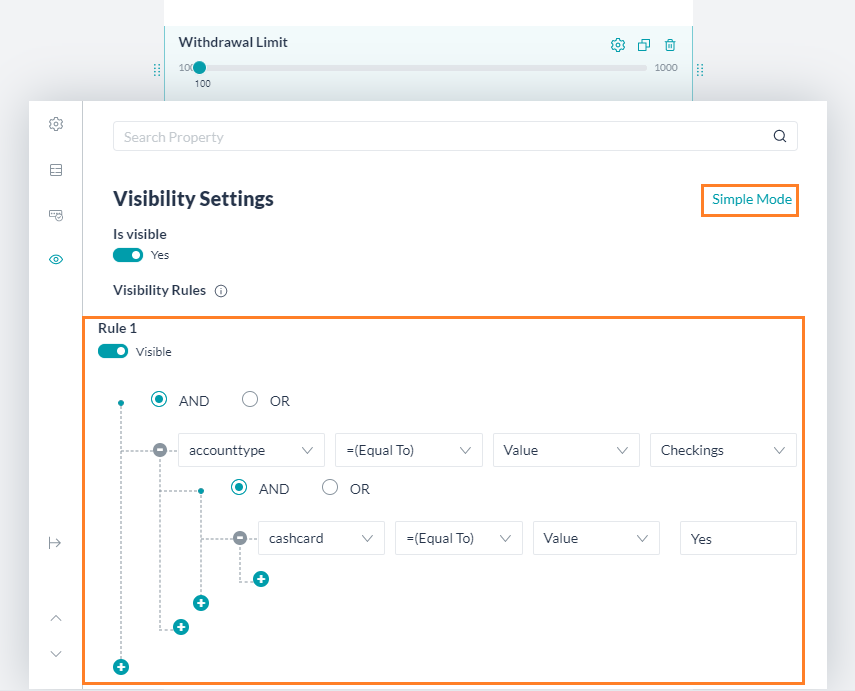 Withdrawal Limit
100 1000
100
Search Property
Visibility Settings
Simple Mode
Is visible
Yes
Visibility Rules
Rule 1
Visible
AND OR
accounttype =(Equal To) Value Checkings
AND OR
cashcard =(Equal To) Value Yes